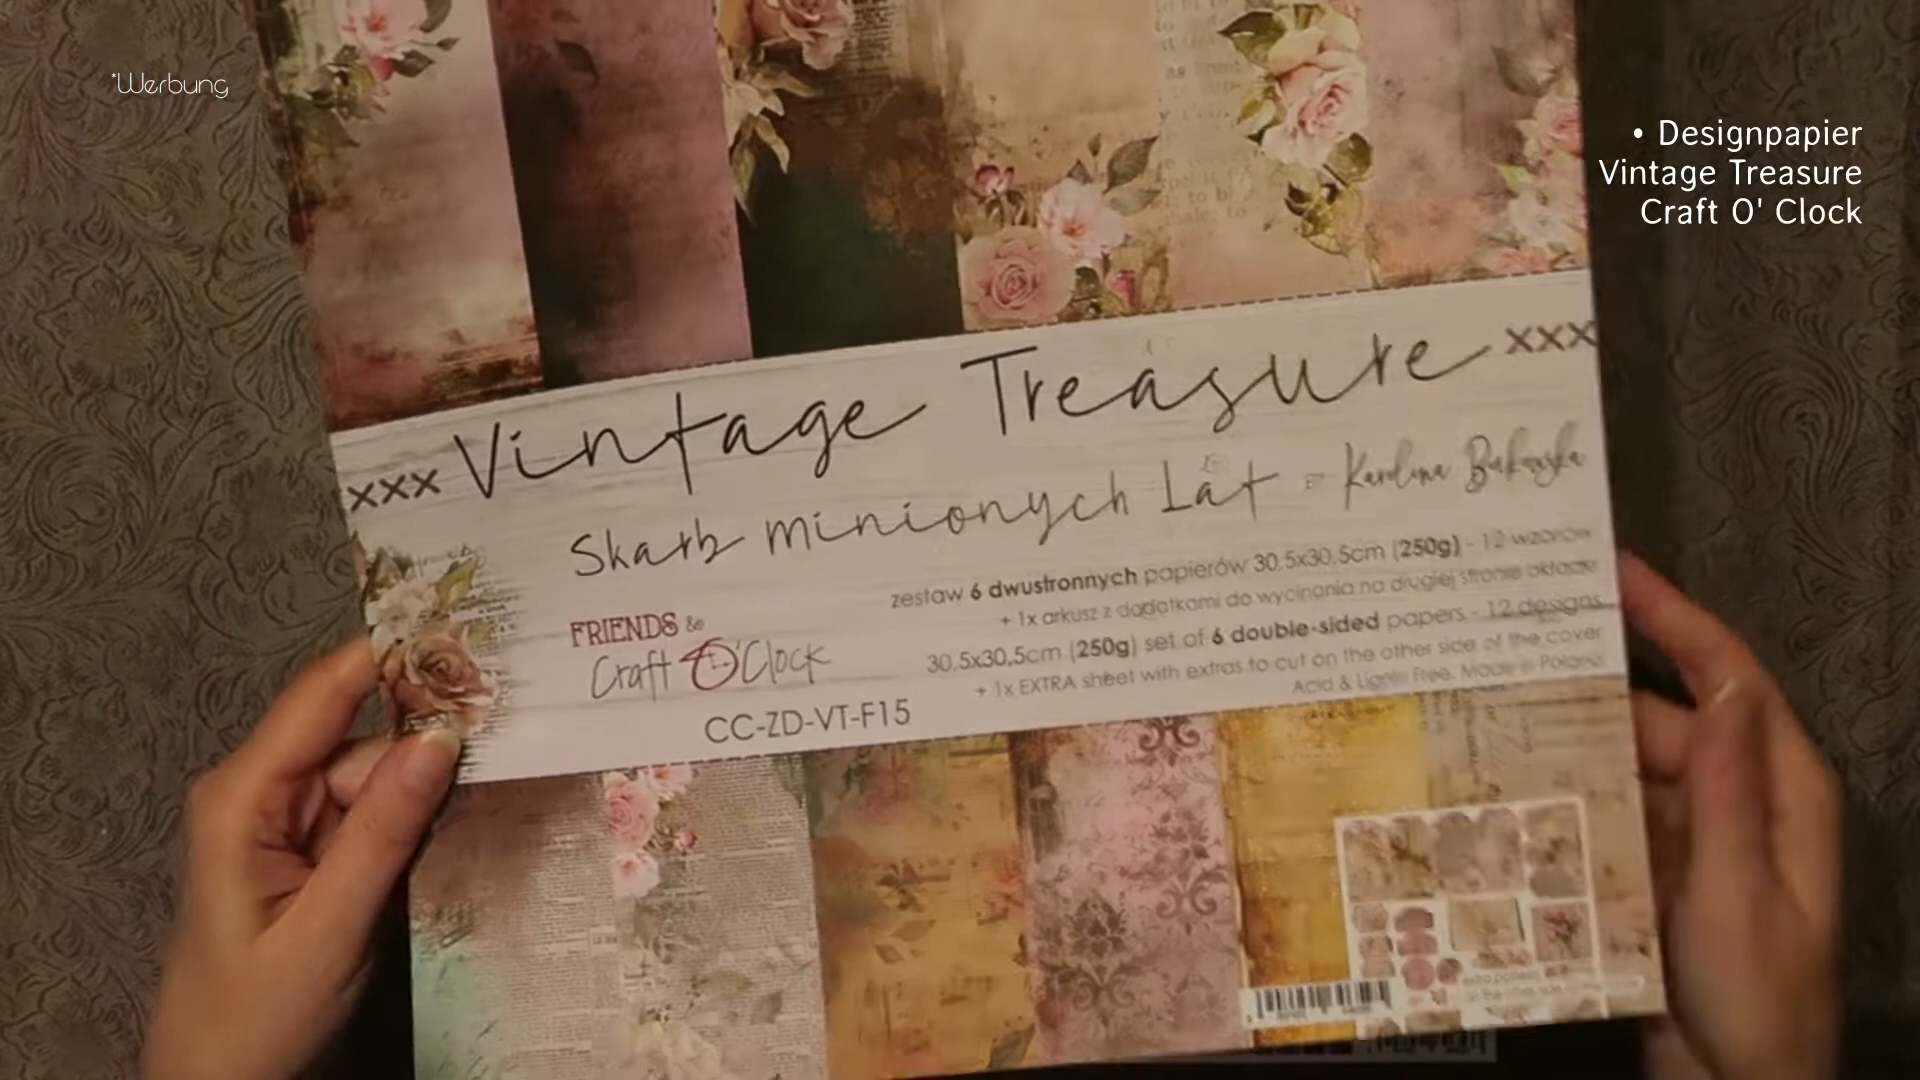 *Werbung
• Designpapier
Vintage Treasure
Craft O' Clock
xxx Vintage Treasure xxx
Skarb minionych Lat - Karolina Bukowska
zestaw 6 dwustronnych papierów 30,5x30,5cm (250g) - 12 wzorów
+ 1x arkusz z dodatkami do wycinania na drugiej stronie okładki
30,5x30,5cm (250g) set of 6 double-sided papers - 12 designs
+ 1x EXTRA sheet with extras to cut on the other side of the cover
Acid & Lignin Free. Made in Poland
FRIENDS &
Craft O'Clock
CC-ZD-VT-F15